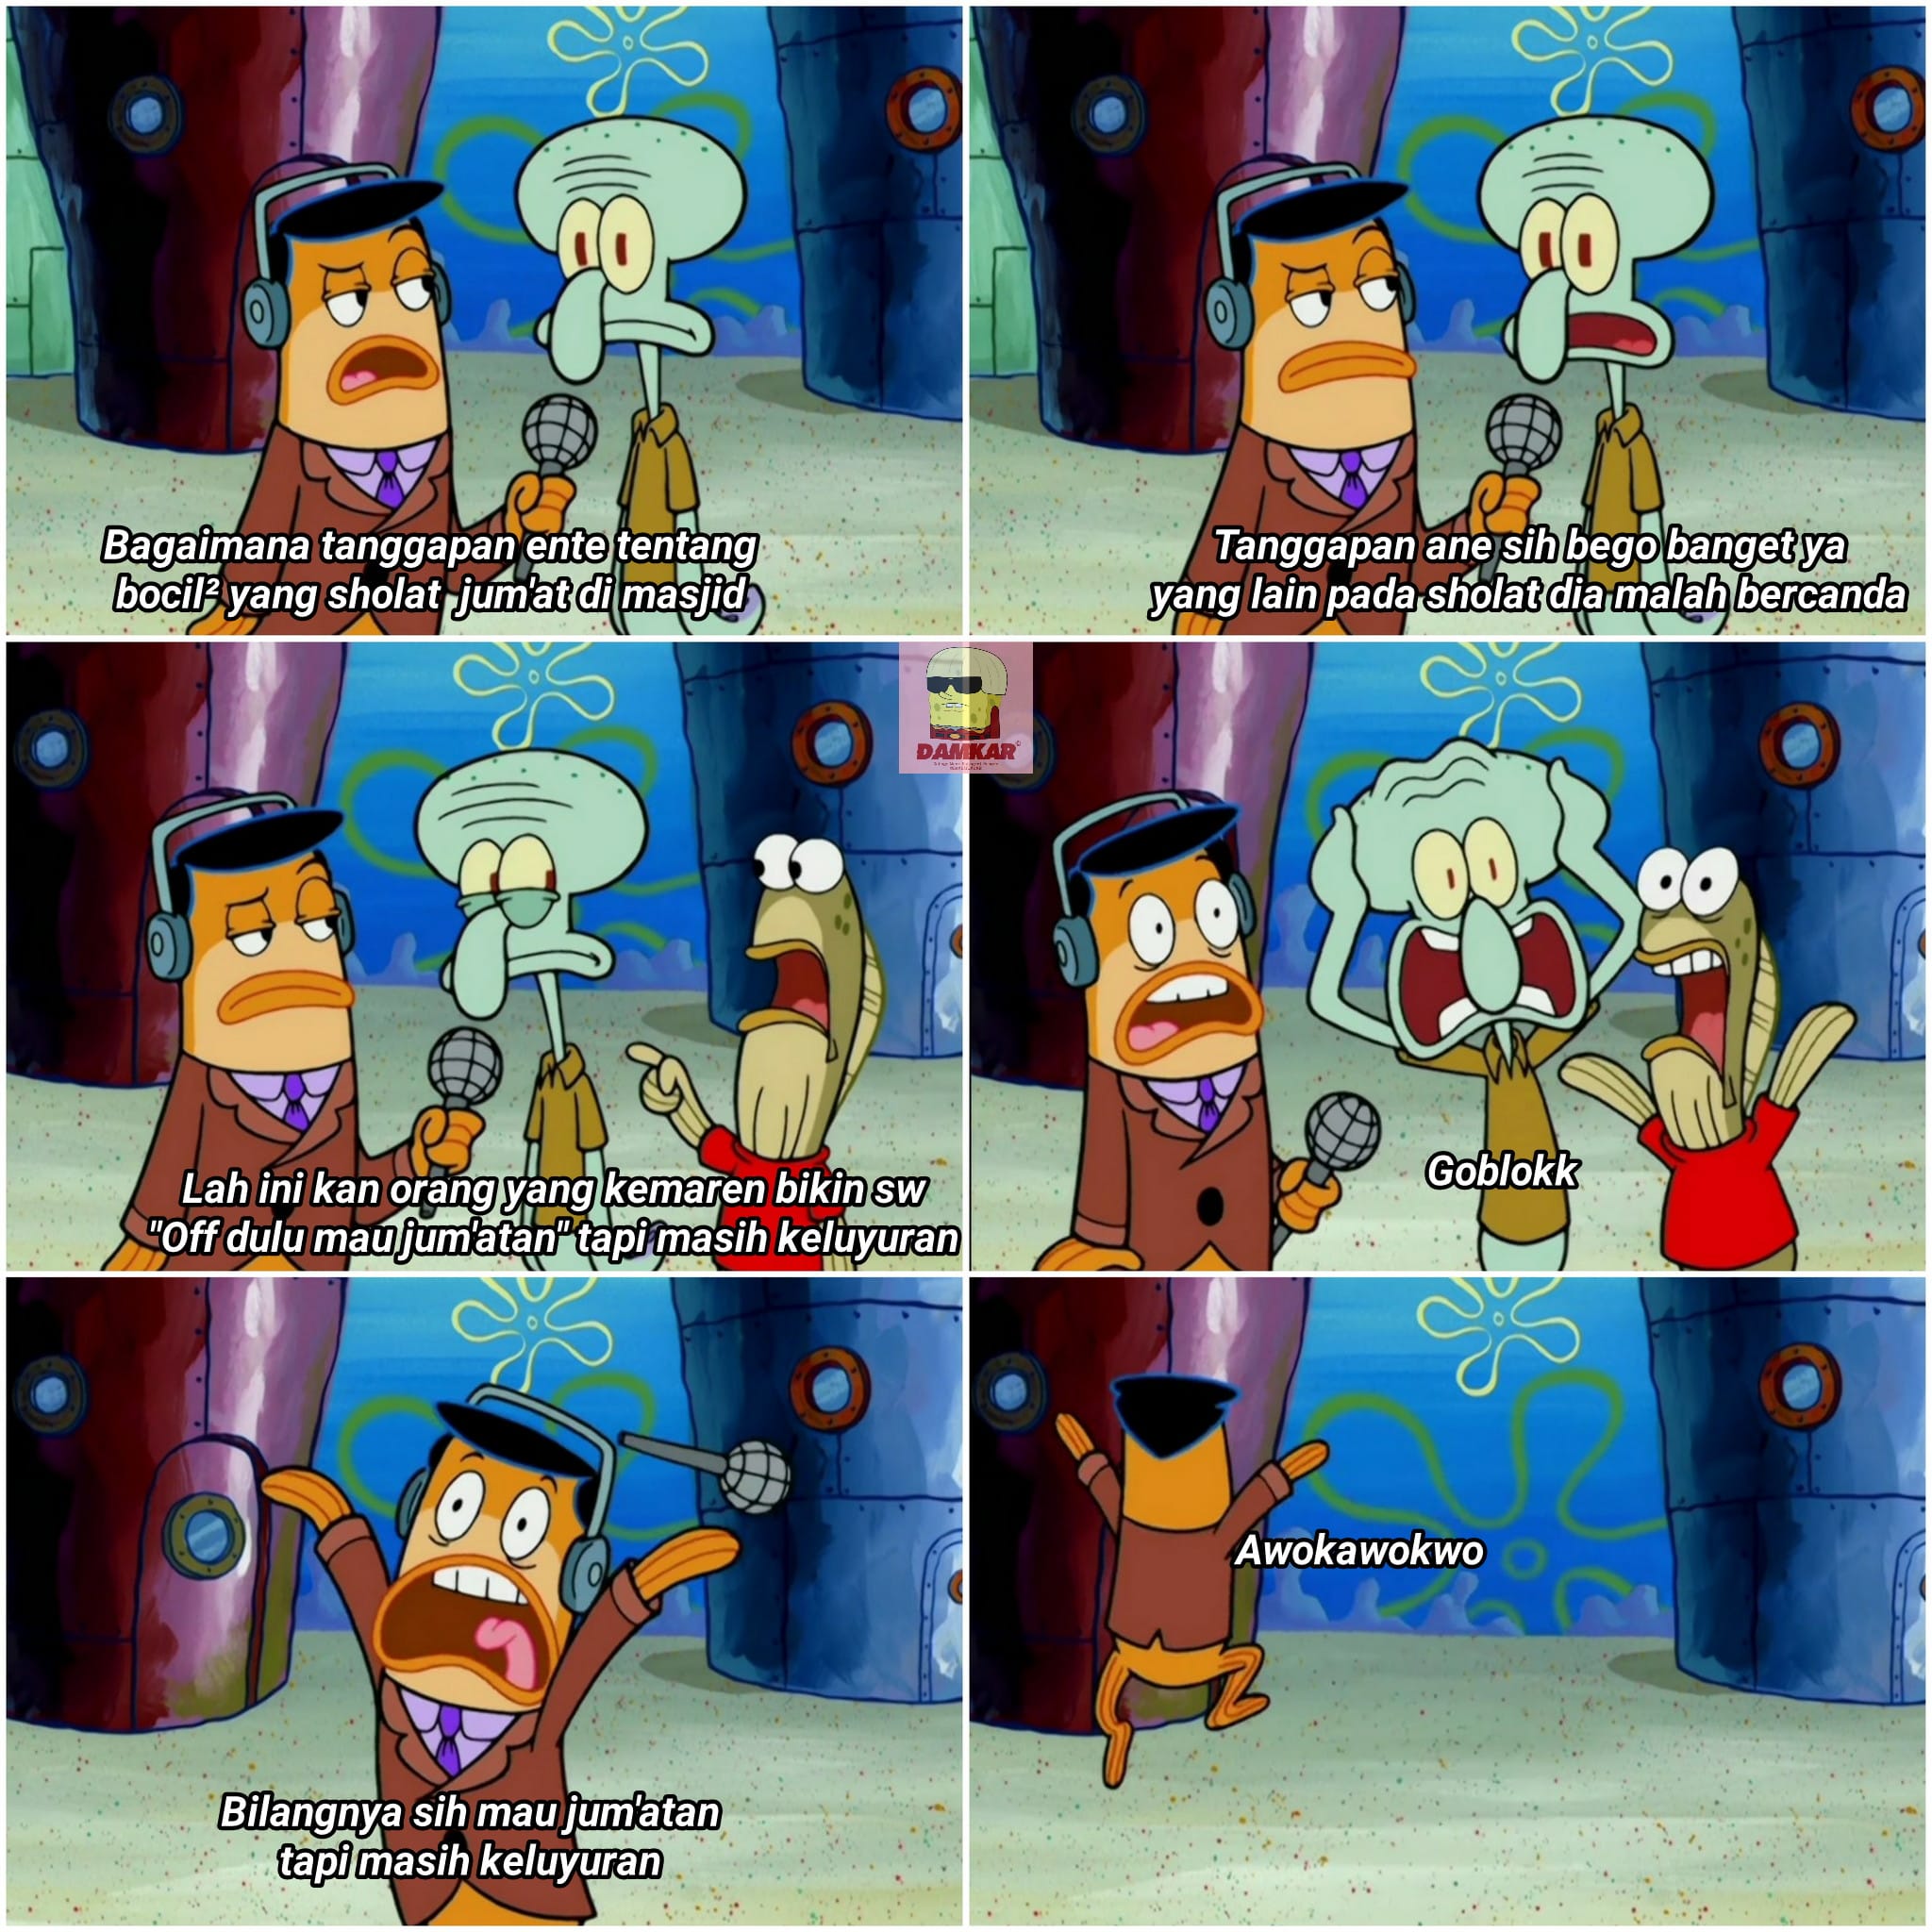 Bagaimana tanggapan ente tentang
bocil² yang sholat jum'at di masjid
Tanggapan ane sih bego banget ya
yang lain pada sholat dia malah bercanda
DAMKAR
Lah ini kan orang yang kemaren bikin sw
"Off dulu mau jum'atan" tapi masih keluyuran
Goblokk
Bilangnya sih mau jum'atan
tapi masih keluyuran
Awokawokwo